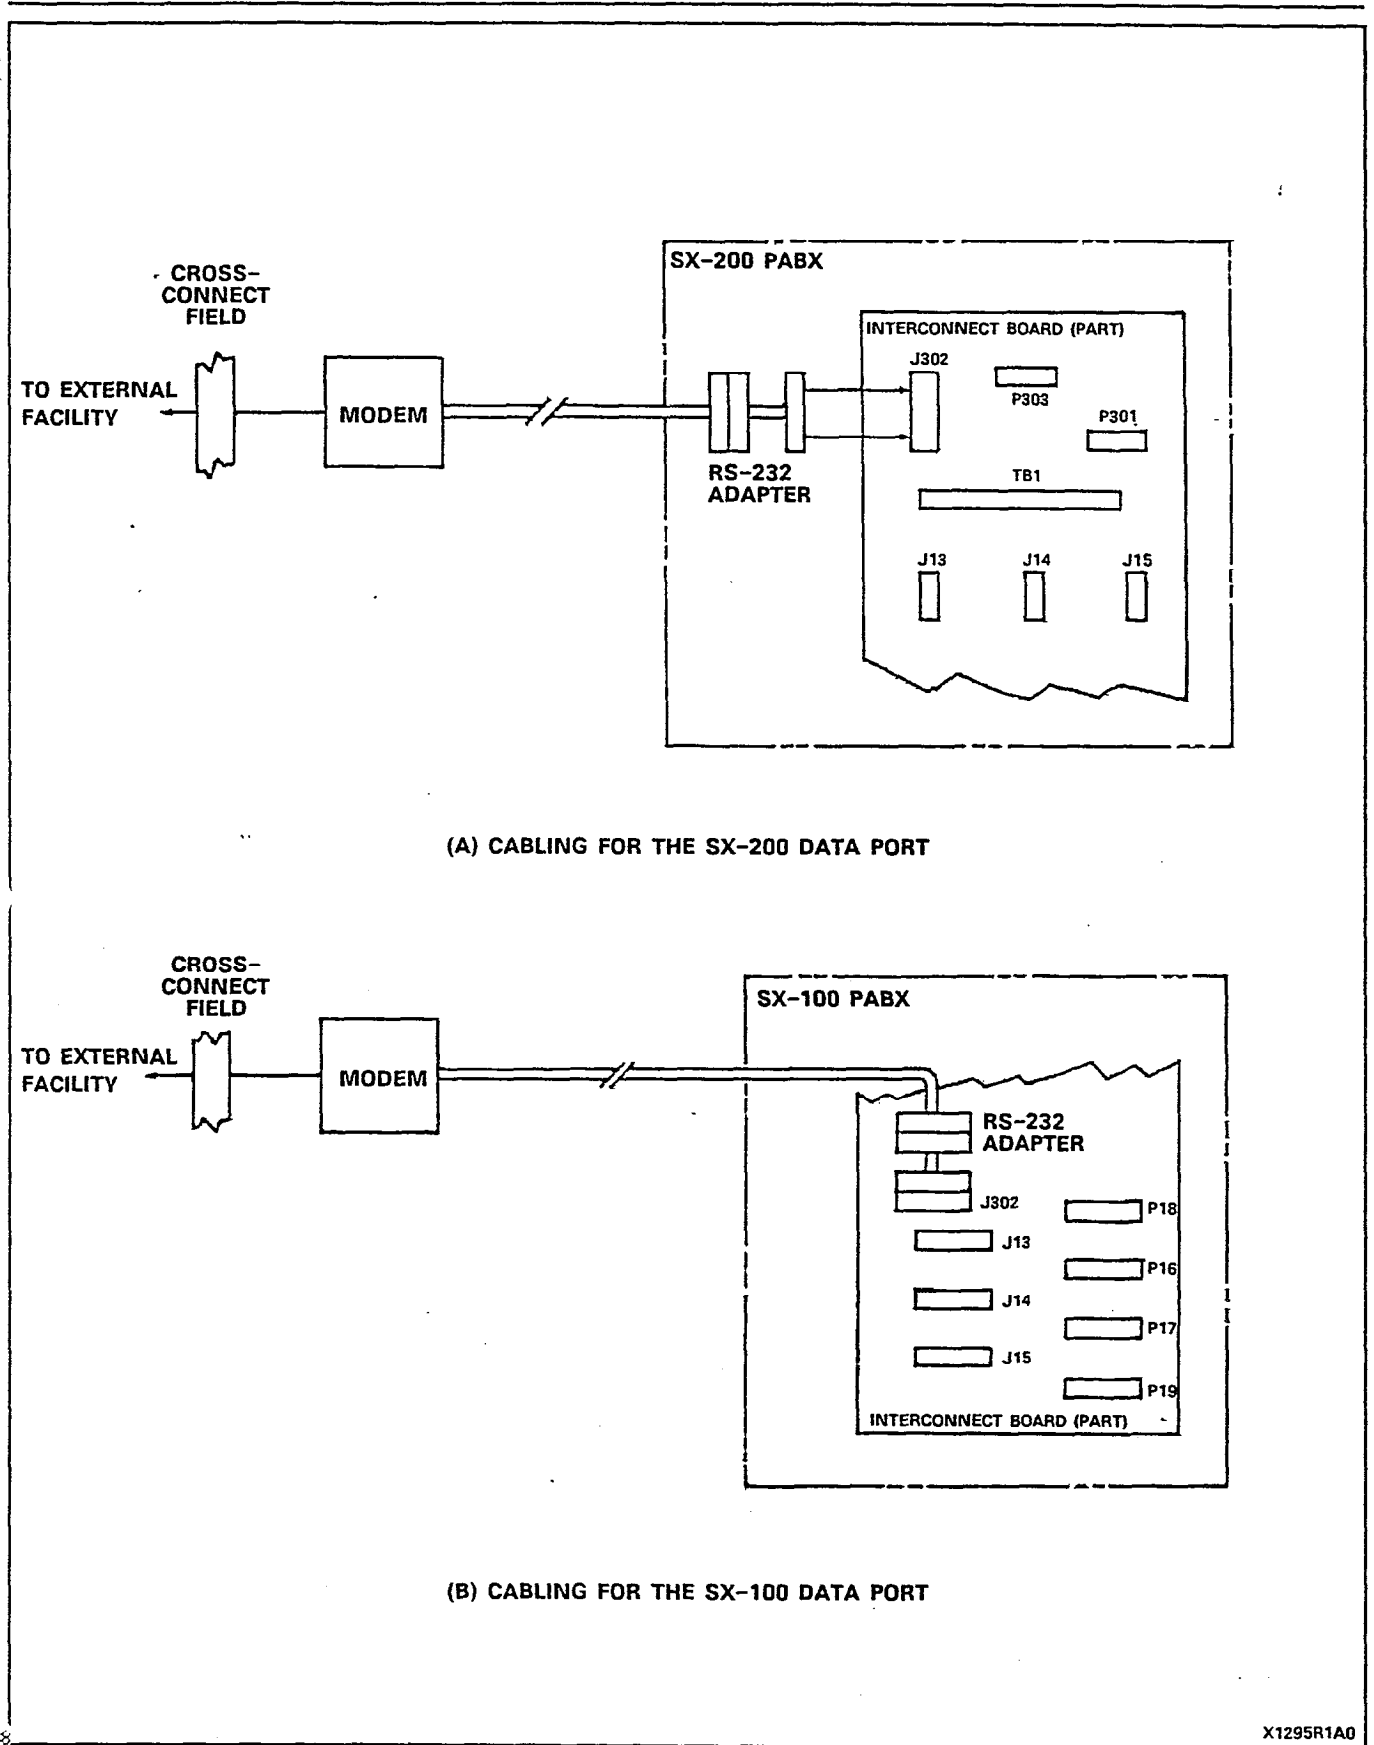 SX-200 PABX
CROSS-
CONNECT
FIELD
INTERCONNECT BOARD (PART)
J302
P303
TO EXTERNAL
FACILITY
MODEM
P301
RS-232
ADAPTER
TB1
J13
J14
J15
(A) CABLING FOR THE SX-200 DATA PORT
CROSS-
CONNECT
FIELD
SX-100 PABX
TO EXTERNAL
FACILITY
MODEM
RS-232
ADAPTER
J302
P18
J13
P16
J14
P17
J15
P19
INTERCONNECT BOARD (PART)
(B) CABLING FOR THE SX-100 DATA PORT
X1295R1A0
8